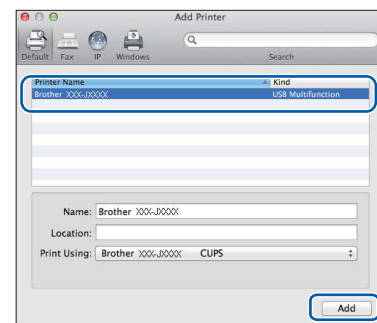 Add Printer
Default Fax IP Windows Search
Printer Name Kind
Brother XXX-JXXXX USB Multifunction
Name: Brother XXX-JXXXX
Location:
Print Using: Brother XXX-JXXXX CUPS
Add